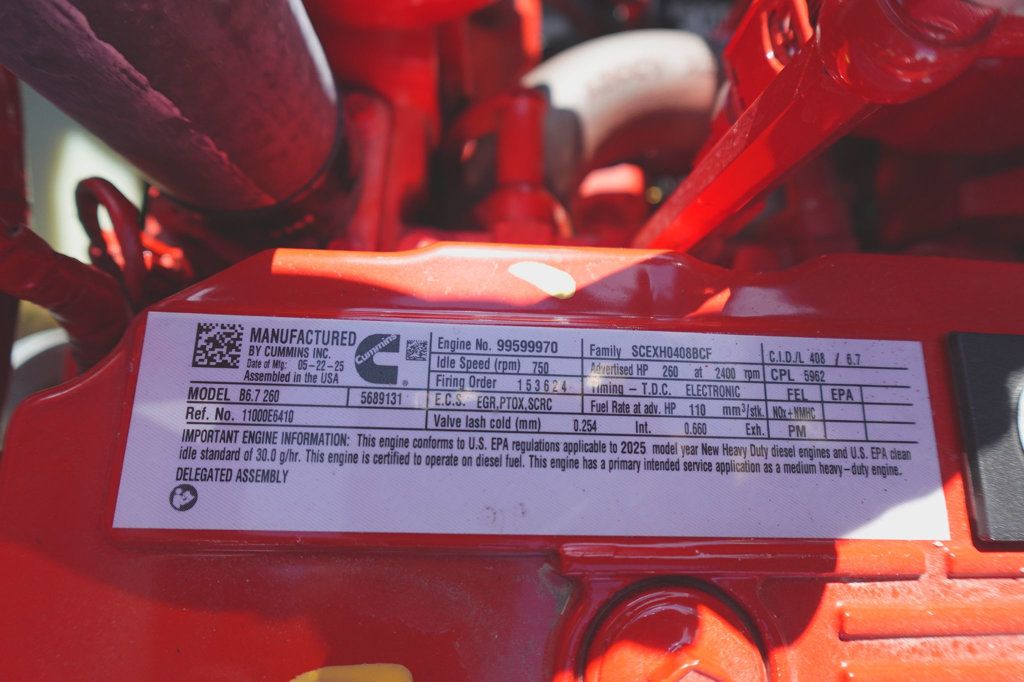 MANUFACTURED
BY CUMMINS INC.
Date of Mfg: 05-22-25
Assembled in the USA
Cummins
®
MODEL B6.7 260 5689131
Ref. No. 11000E6410
Engine No. 99599970
Idle Speed (rpm) 750
Firing Order 1 5 3 6 2 4
E.C.S. EGR,PTOX,SCRC
Valve lash cold (mm) 0.254 Int. 0.660 Exh.
Family SCEXH0408BCF
Advertised HP 260 at 2400 rpm
Timing – T.D.C. ELECTRONIC
Fuel Rate at adv. HP 110 mm³/stk.
C.I.D./L 408 / 6.7
CPL 5962
FEL EPA
NOx+NMHC
PM
IMPORTANT ENGINE INFORMATION: This engine conforms to U.S. EPA regulations applicable to 2025 model year New Heavy Duty diesel engines and U.S. EPA clean
idle standard of 30.0 g/hr. This engine is certified to operate on diesel fuel. This engine has a primary intended service application as a medium heavy-duty engine.
DELEGATED ASSEMBLY